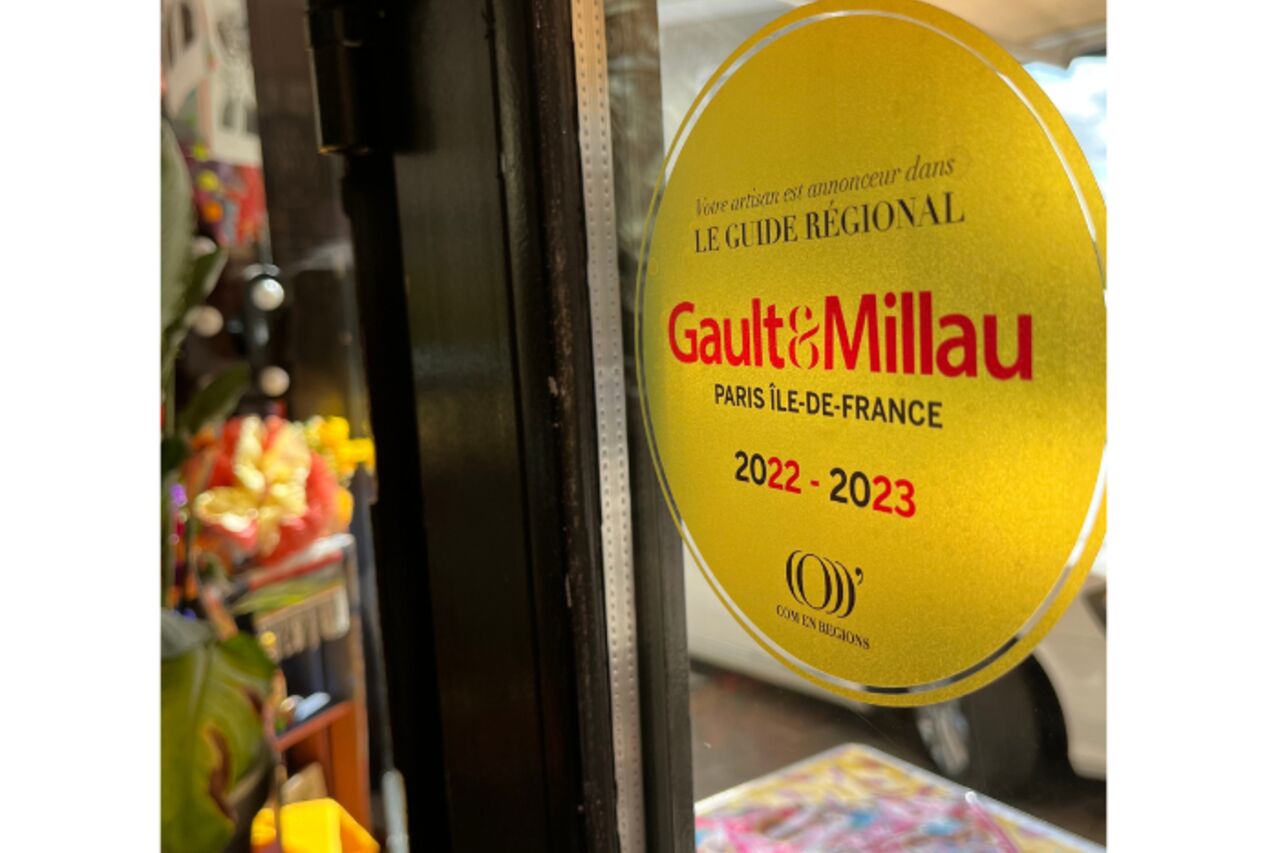 Votre artisan est annonceur dans
LE GUIDE RÉGIONAL
Gault&Millau
PARIS ÎLE-DE-FRANCE
2022 - 2023
(O))'
COM EN REGIONS